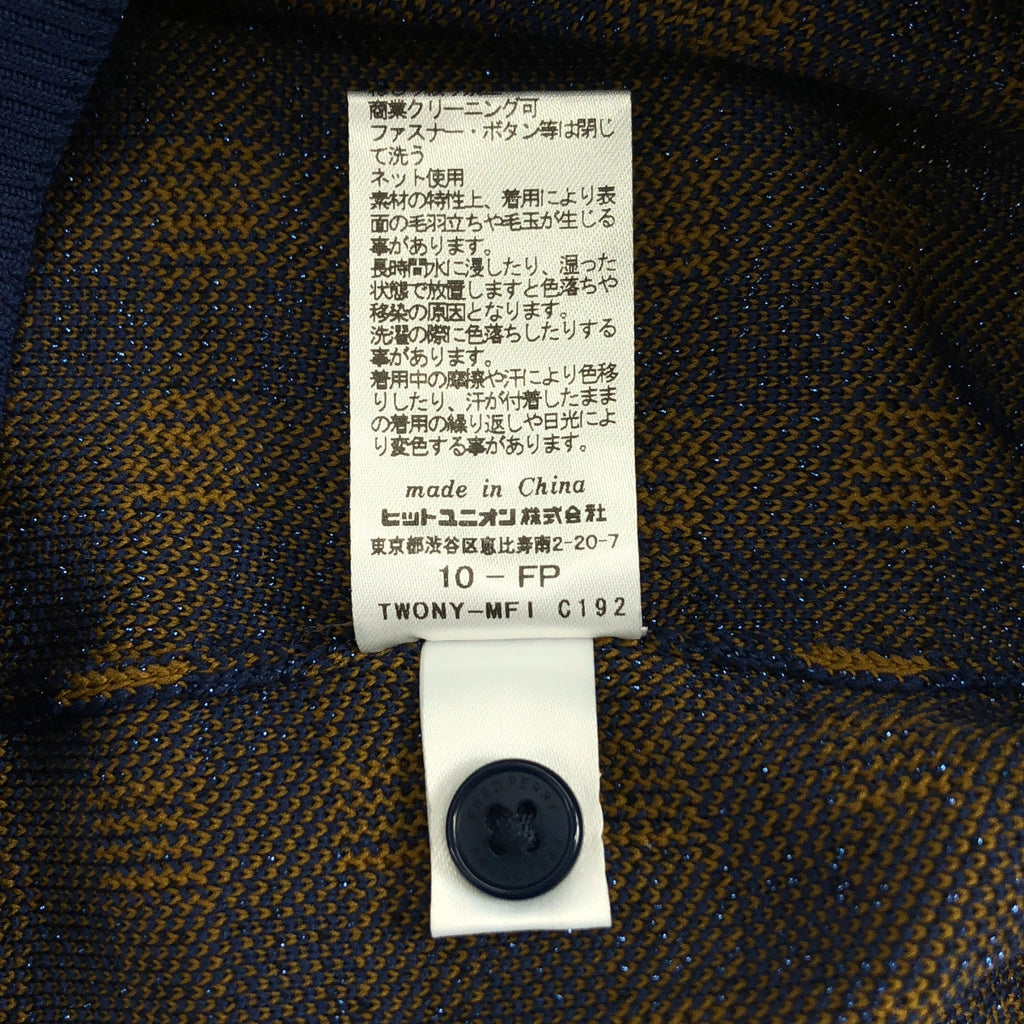 商業クリーニング可
ファスナー・ボタン等は閉じ
て洗う
ネット使用
素材の特性上、着用により表
面の毛羽立ちや毛玉が生じる
事があります。
長時間水に浸したり、湿った
状態で放置しますと色落ちや
移染の原因となります。
洗濯の際に色落ちしたりする
事があります。
着用中の摩擦や汗により色移
りしたり、汗が付着したまま
の着用の繰り返しや日光によ
り変色する事があります。
made in China
ヒットユニオン株式会社
東京都渋谷区恵比寿南2-20-7
10-FP
TWONY-MFI C192
FRED PERRY